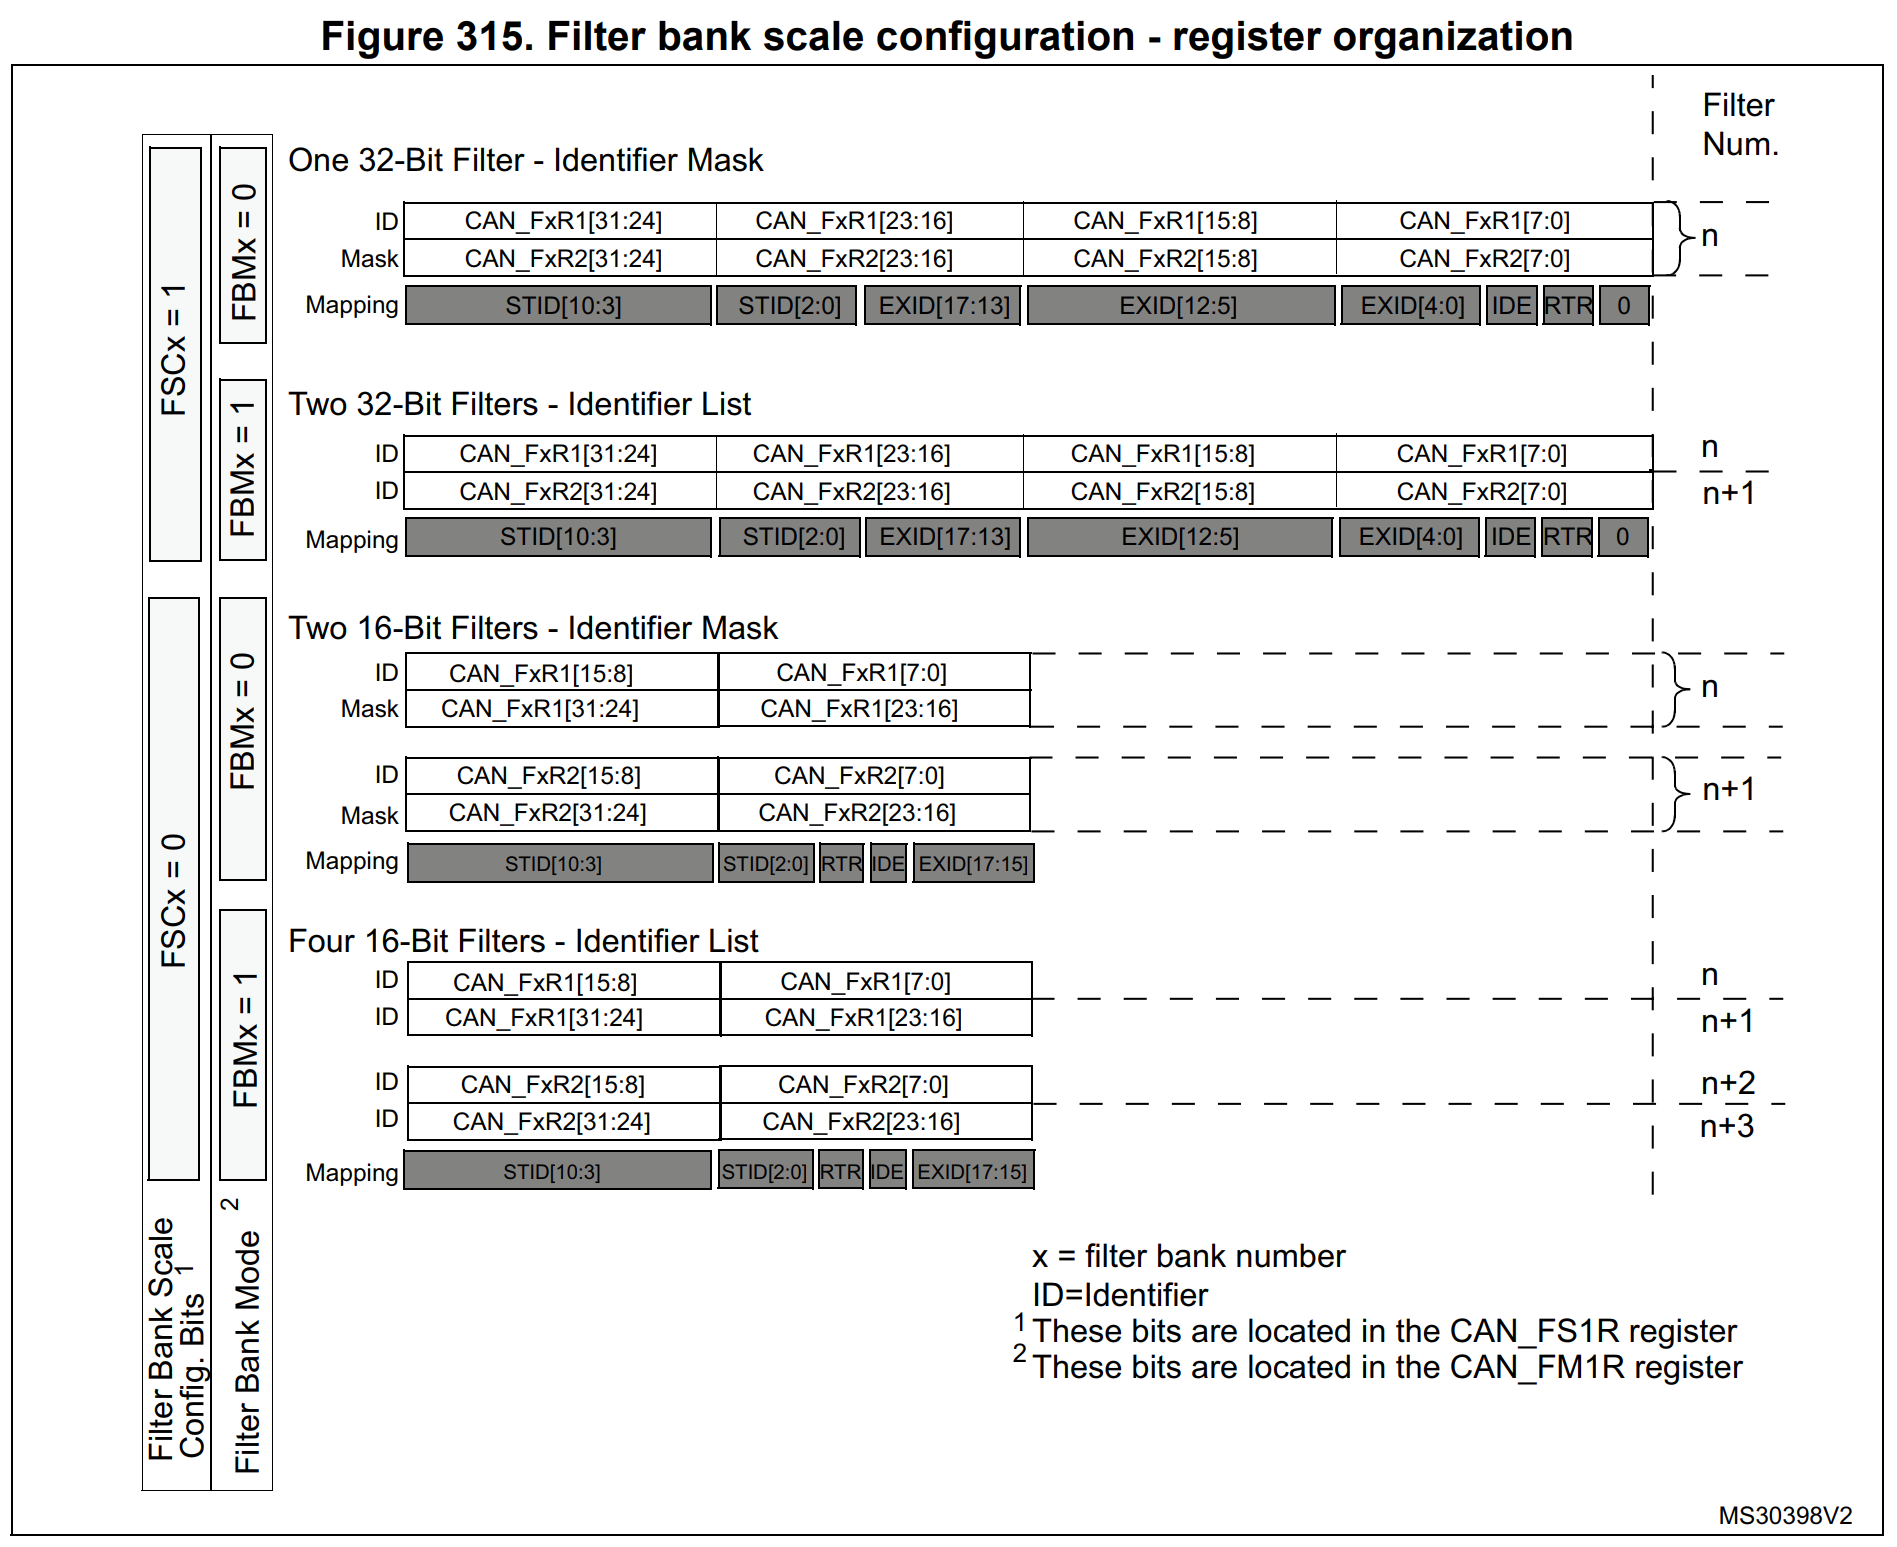 Figure 315. Filter bank scale configuration - register organization
Filter
Num.
FSCx = 1
FBMx = 0
One 32-Bit Filter - Identifier Mask
ID CAN_FxR1[31:24] CAN_FxR1[23:16] CAN_FxR1[15:8] CAN_FxR1[7:0]
n
Mask CAN_FxR2[31:24] CAN_FxR2[23:16] CAN_FxR2[15:8] CAN_FxR2[7:0]
Mapping STID[10:3] STID[2:0] EXID[17:13] EXID[12:5] EXID[4:0] IDE RTR 0
FBMx = 1
Two 32-Bit Filters - Identifier List
ID CAN_FxR1[31:24] CAN_FxR1[23:16] CAN_FxR1[15:8] CAN_FxR1[7:0] n
ID CAN_FxR2[31:24] CAN_FxR2[23:16] CAN_FxR2[15:8] CAN_FxR2[7:0] n+1
Mapping STID[10:3] STID[2:0] EXID[17:13] EXID[12:5] EXID[4:0] IDE RTR 0
FSCx = 0
FBMx = 0
Two 16-Bit Filters - Identifier Mask
ID CAN_FxR1[15:8] CAN_FxR1[7:0]
n
Mask CAN_FxR1[31:24] CAN_FxR1[23:16]
ID CAN_FxR2[15:8] CAN_FxR2[7:0]
n+1
Mask CAN_FxR2[31:24] CAN_FxR2[23:16]
Mapping STID[10:3] STID[2:0] RTR IDE EXID[17:15]
FBMx = 1
Four 16-Bit Filters - Identifier List
ID CAN_FxR1[15:8] CAN_FxR1[7:0] n
ID CAN_FxR1[31:24] CAN_FxR1[23:16] n+1
ID CAN_FxR2[15:8] CAN_FxR2[7:0] n+2
ID CAN_FxR2[31:24] CAN_FxR2[23:16] n+3
Mapping STID[10:3] STID[2:0] RTR IDE EXID[17:15]
Filter Bank Scale
Config. Bits 1
Filter Bank Mode 2
x = filter bank number
ID=Identifier
1 These bits are located in the CAN_FS1R register
2 These bits are located in the CAN_FM1R register
MS30398V2